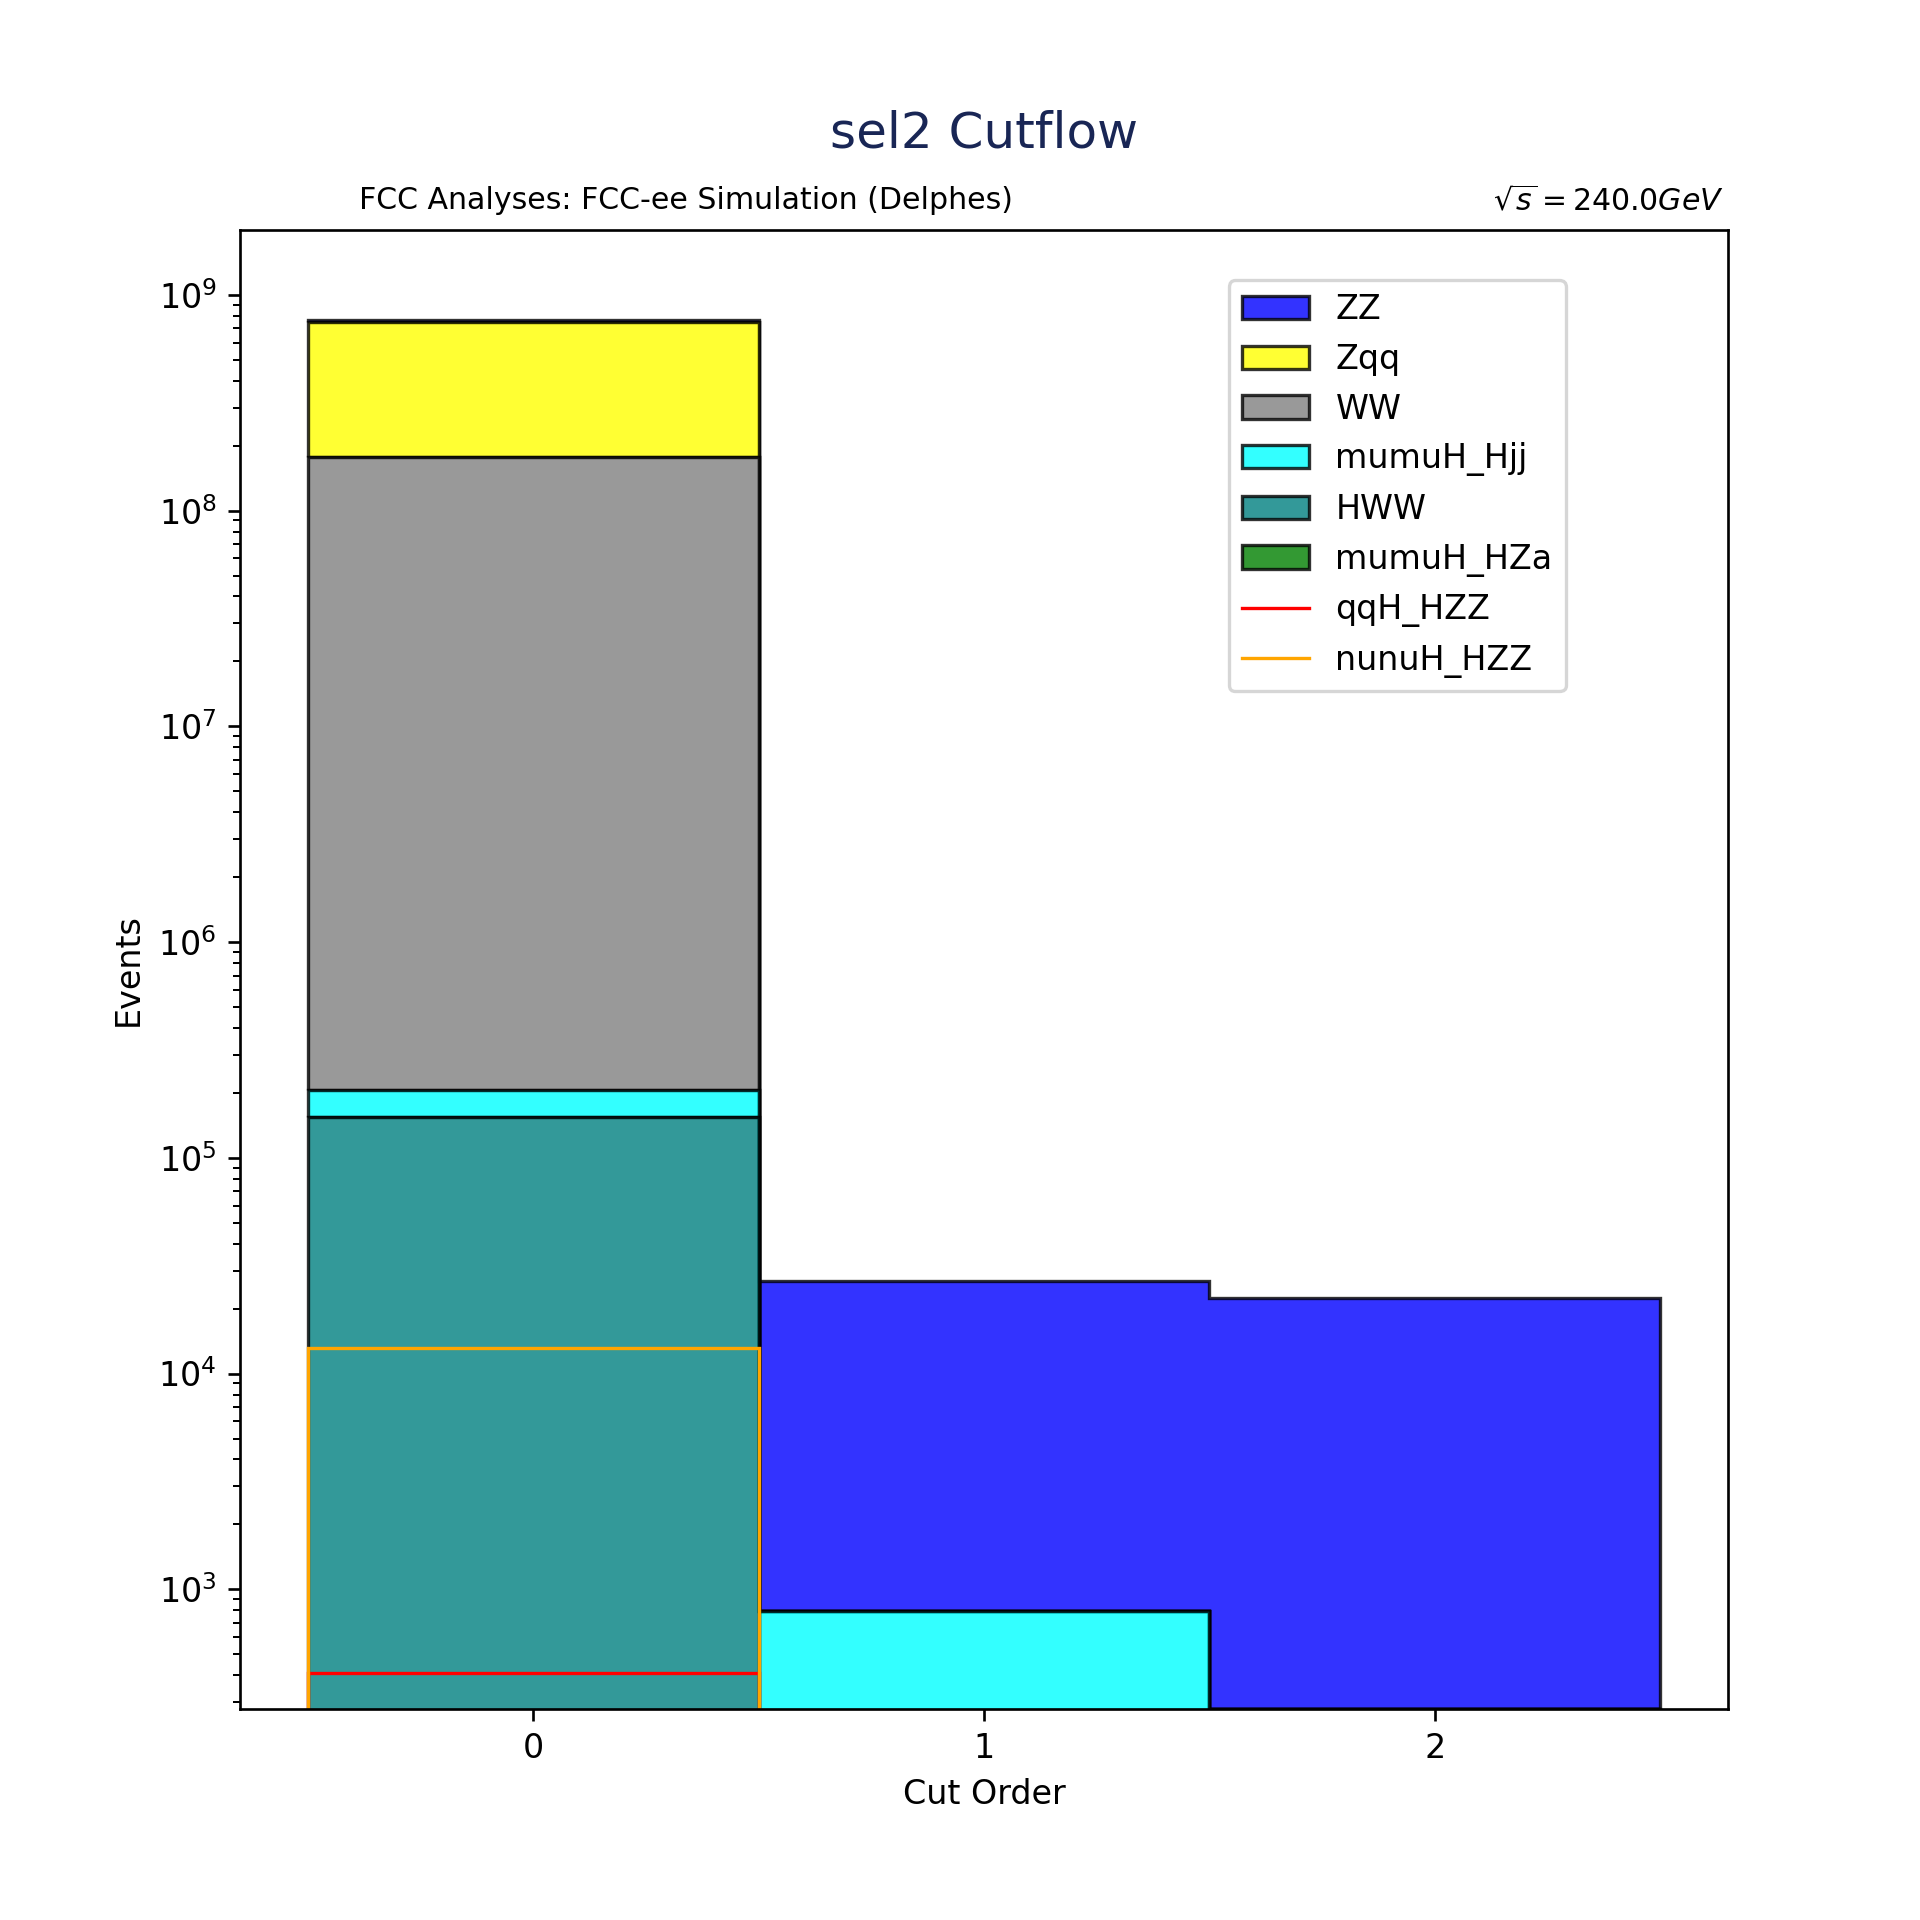 sel2 Cutflow
FCC Analyses: FCC-ee Simulation (Delphes)
√s = 240.0GeV
10⁹
10⁸
10⁷
10⁶
10⁵
10⁴
10³
Events
ZZ
Zqq
WW
mumuH_Hjj
HWW
mumuH_HZa
qqH_HZZ
nunuH_HZZ
0 1 2
Cut Order